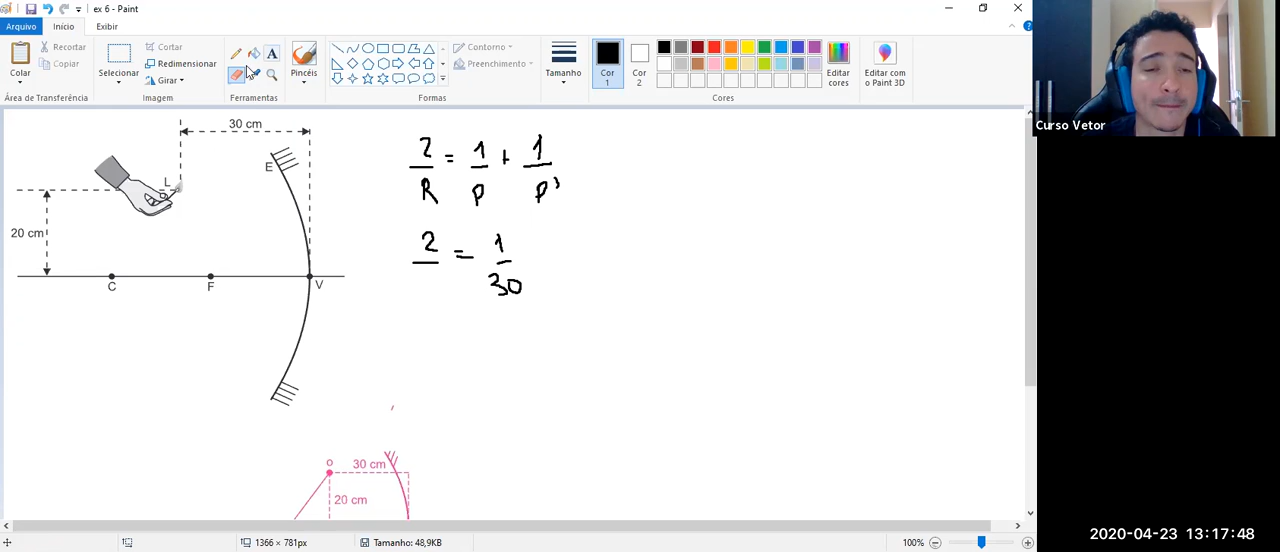 ex 6 - Paint
Arquivo Início Exibir
Colar
Recortar
Copiar
Área de Transferência
Selecionar
Cortar
Redimensionar
Girar
Imagem
A
Ferramentas
Pincéis
Contorno
Preenchimento
Formas
Tamanho
Cor 1
Cor 2
Editar cores
Cores
Editar com o Paint 3D
Curso Vetor
30 cm
L
E
20 cm
C F V
2/R = 1/p + 1/p'
2/ = 1/30
o 30 cm
20 cm
1366 × 781px
Tamanho: 48,9KB
100%
2020-04-23 13:17:48